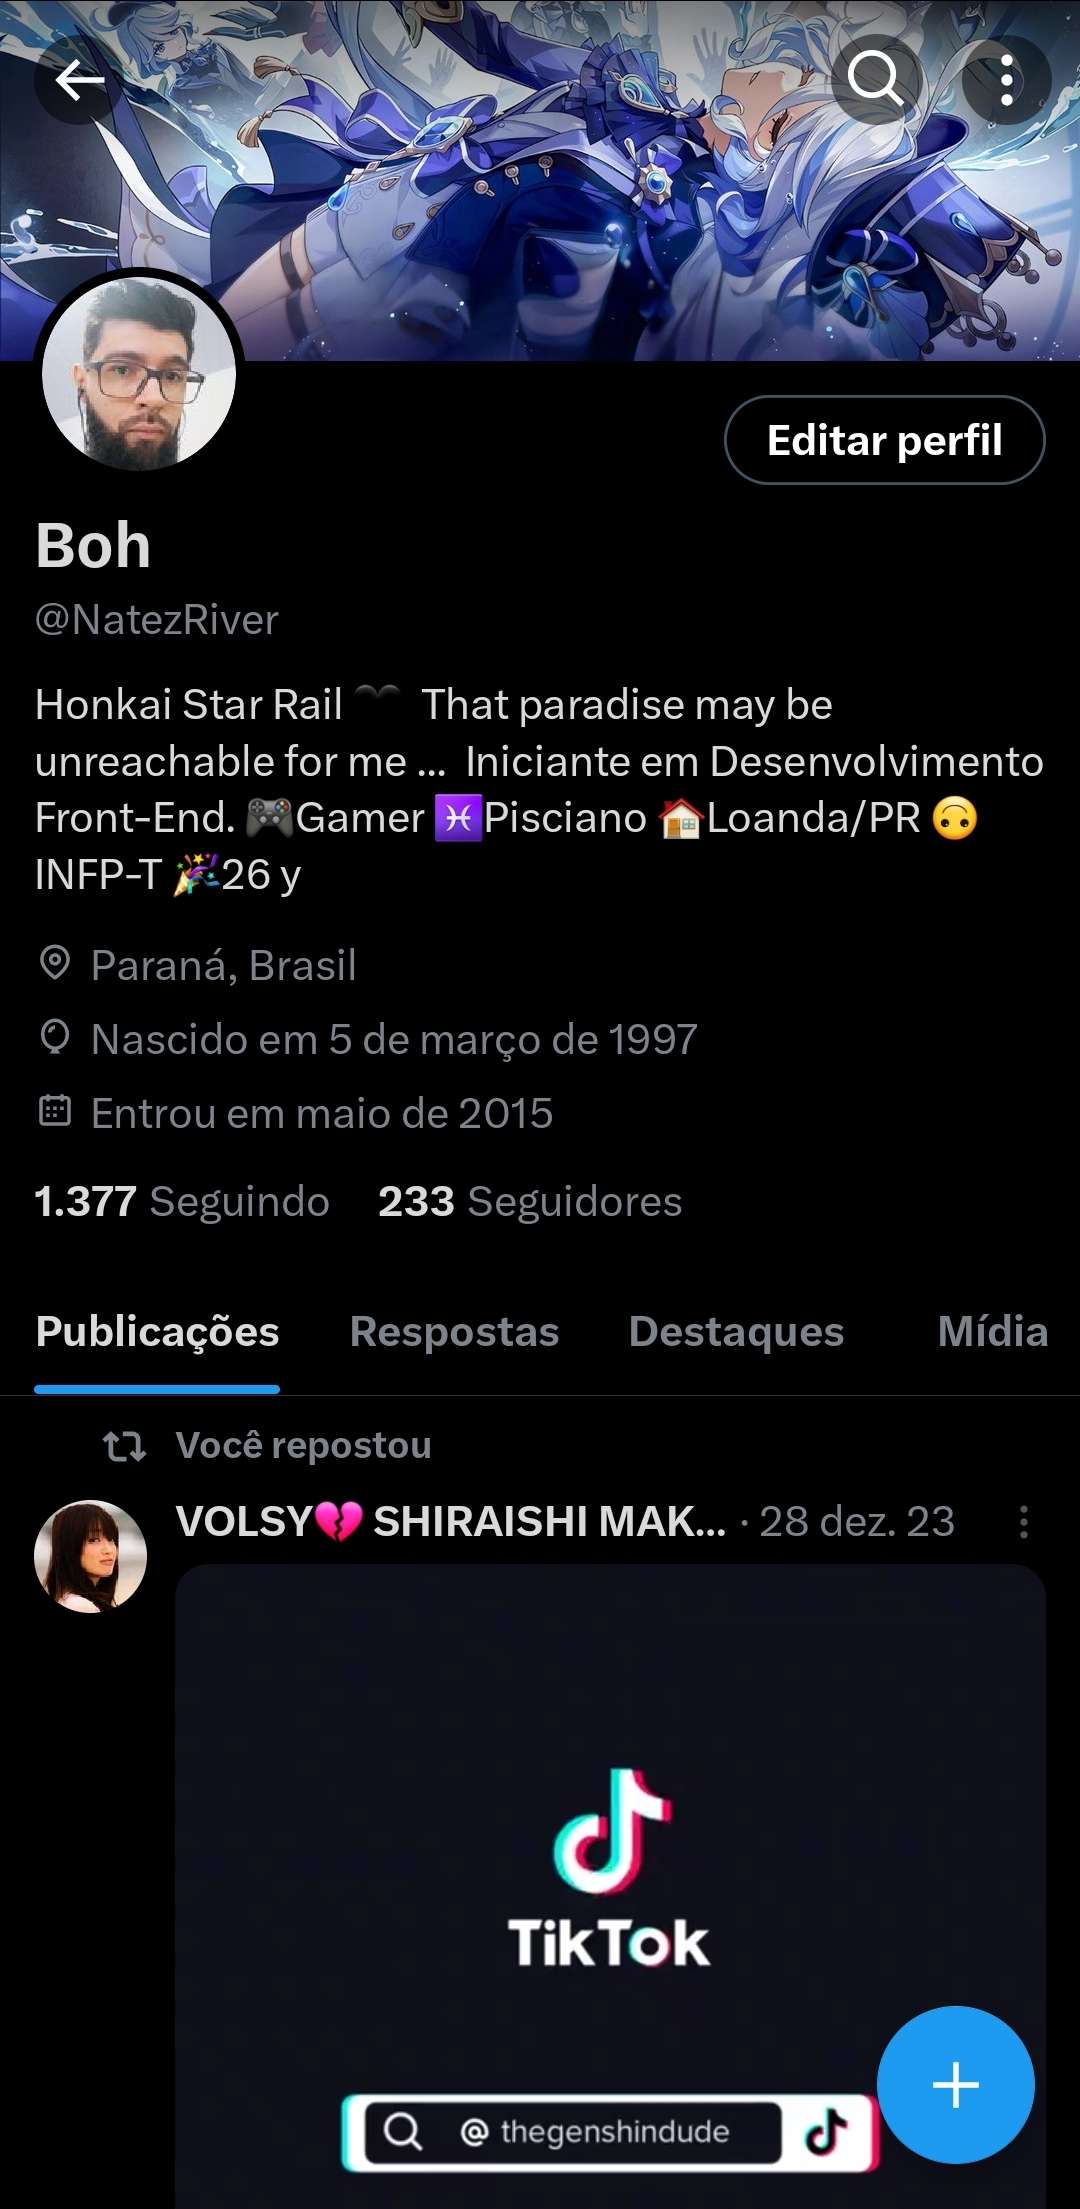 Editar perfil
Boh
@NatezRiver
Honkai Star Rail 🖤 That paradise may be
unreachable for me ... Iniciante em Desenvolvimento
Front-End. 🎮Gamer ♓Pisciano 🏠Loanda/PR 🙃
INFP-T 🎉26 y
Paraná, Brasil
Nascido em 5 de março de 1997
Entrou em maio de 2015
1.377 Seguindo 233 Seguidores
Publicações Respostas Destaques Mídia
Você repostou
VOLSY💔 SHIRAISHI MAK... · 28 dez. 23
TikTok
@ thegenshindude